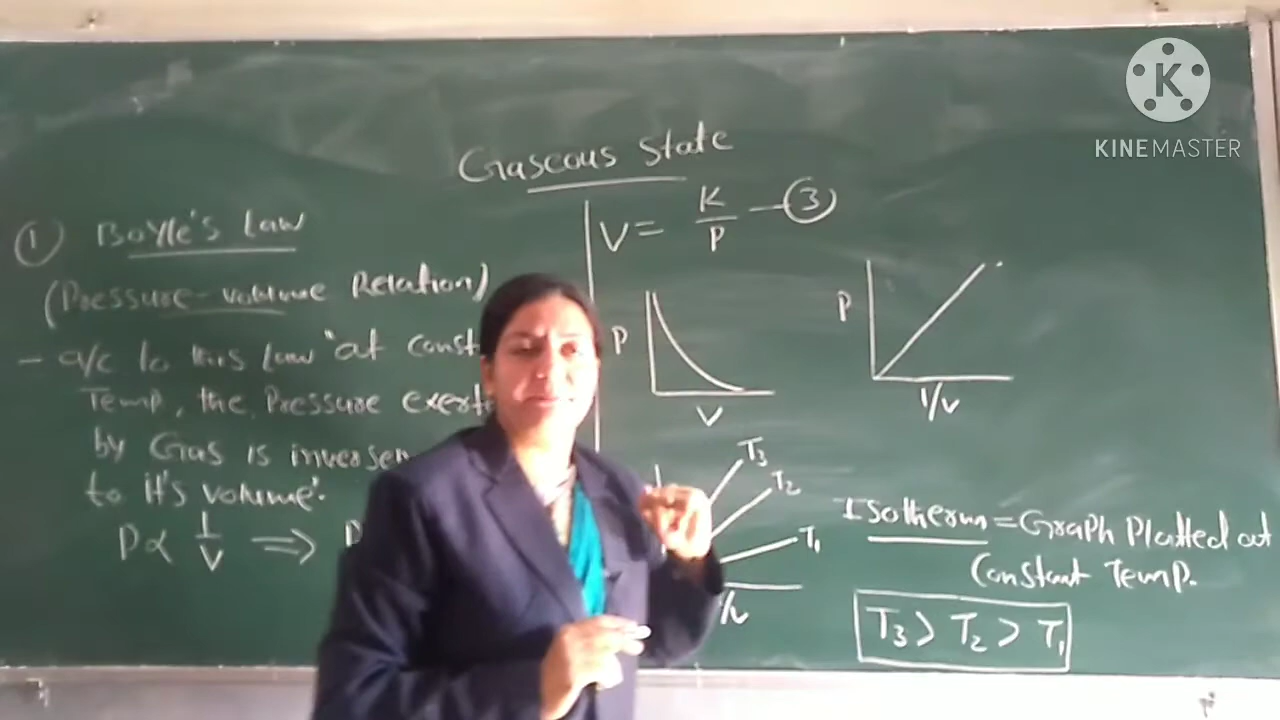 KINEMASTER
Gaseous State
① Boyle's Law
(Pressure-volume Relation)
- a/c to this Law "at const
Temp, the Pressure exert
by Gas is inverse
to it's volume".
P ∝ 1/V ⇒ P
V = K/P — ③
P
V
P
1/V
T3
T2
T1
1/V
Isotherm = Graph Plotted at
Constant Temp.
T3 > T2 > T1